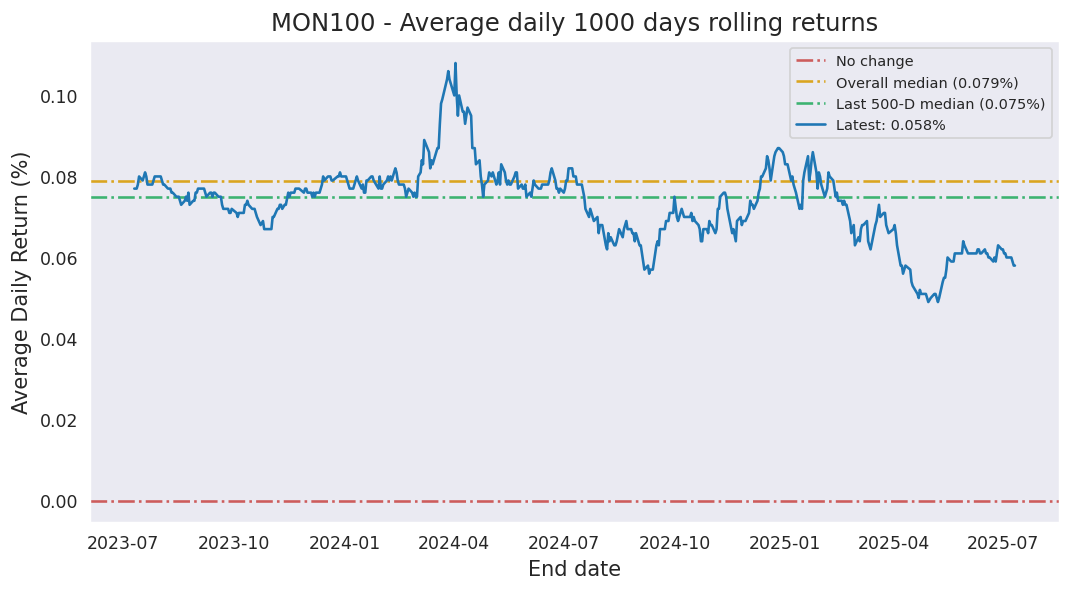 MON100 - Average daily 1000 days rolling returns
No change
Overall median (0.079%)
Last 500-D median (0.075%)
Latest: 0.058%
Average Daily Return (%)
0.10
0.08
0.06
0.04
0.02
0.00
2023-07 2023-10 2024-01 2024-04 2024-07 2024-10 2025-01 2025-04 2025-07
End date